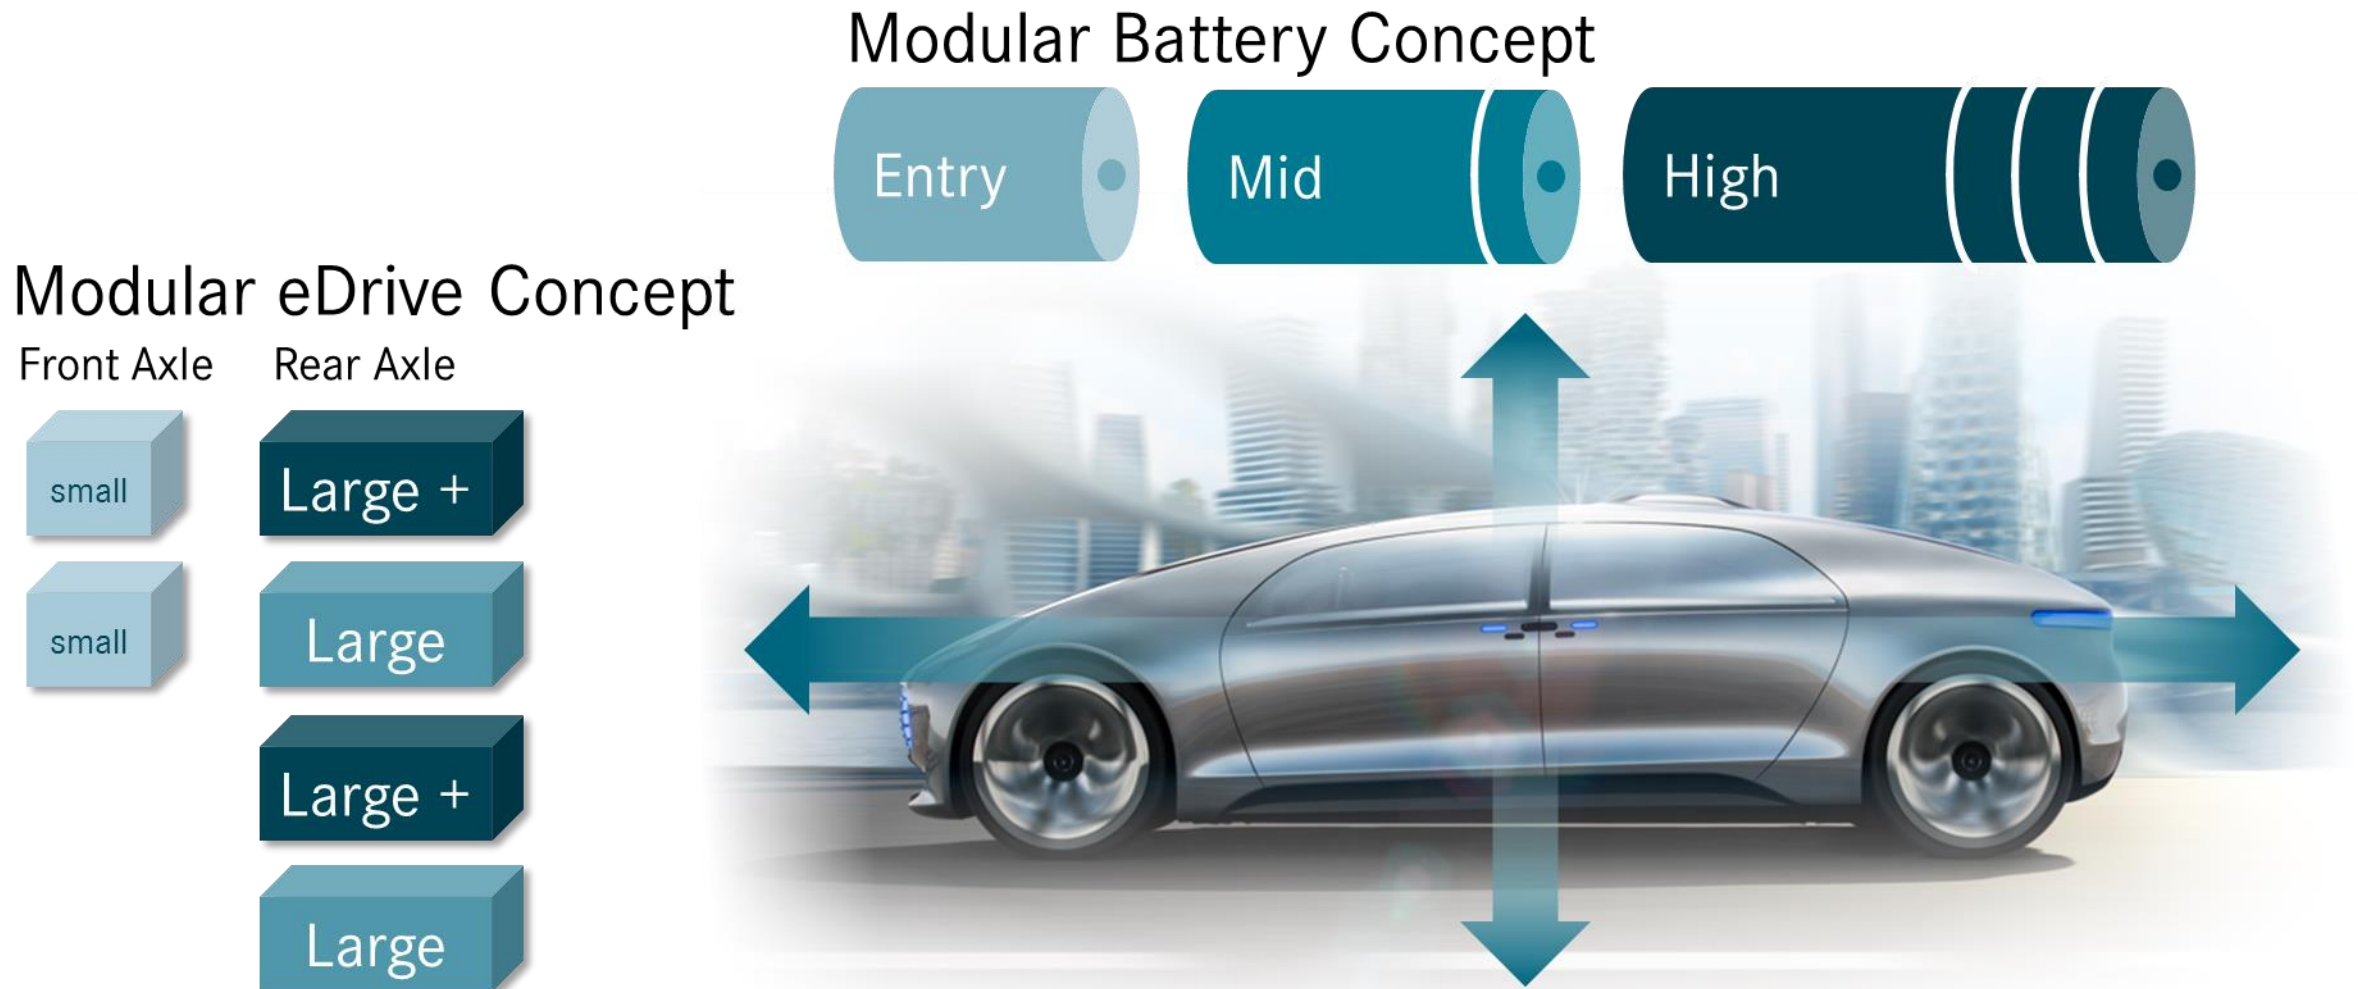 Modular Battery Concept
Entry
Mid
High
Modular eDrive Concept
Front Axle Rear Axle
small Large +
small Large
Large +
Large